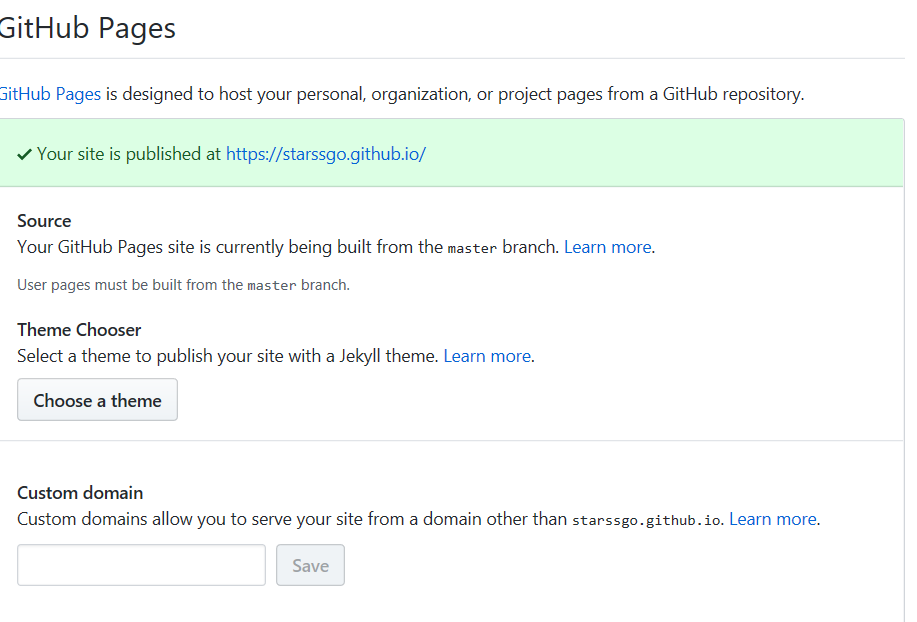 GitHub Pages
GitHub Pages is designed to host your personal, organization, or project pages from a GitHub repository.
Your site is published at https://starssgo.github.io/
Source
Your GitHub Pages site is currently being built from the master branch. Learn more.
User pages must be built from the master branch.
Theme Chooser
Select a theme to publish your site with a Jekyll theme. Learn more.
Choose a theme
Custom domain
Custom domains allow you to serve your site from a domain other than starssgo.github.io. Learn more.
Save